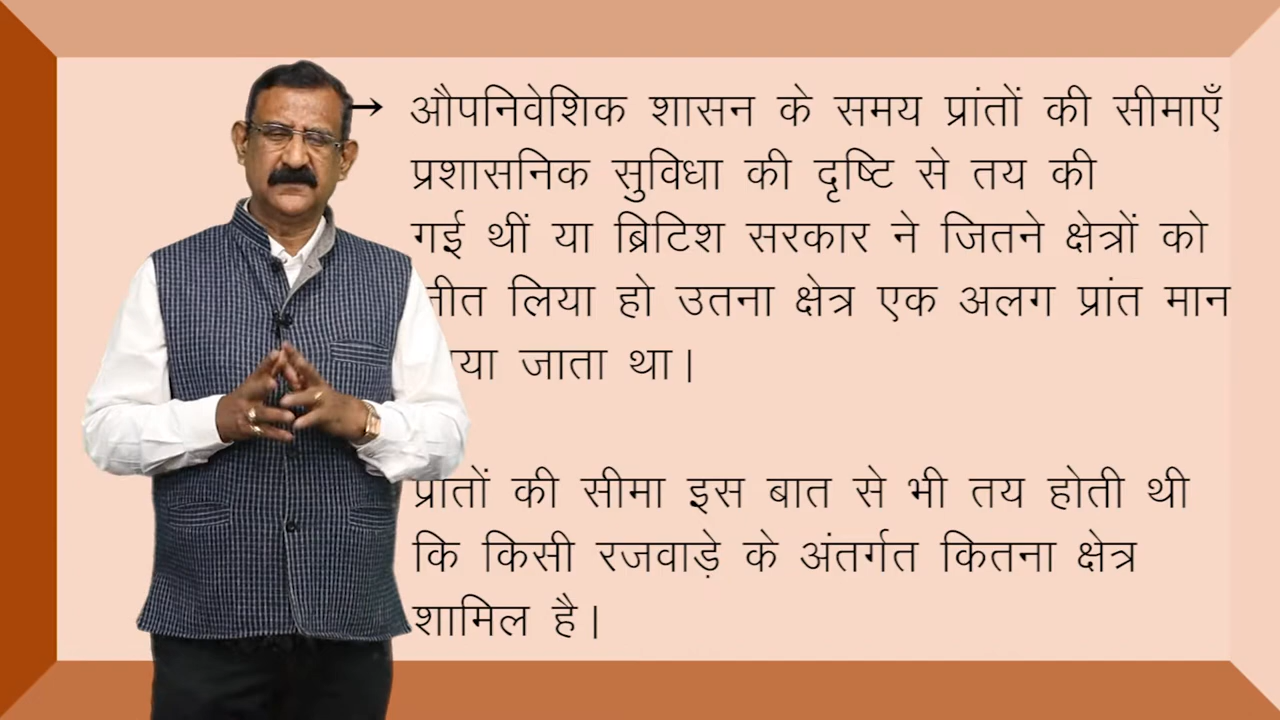 → औपनिवेशिक शासन के समय प्रांतों की सीमाएँ
प्रशासनिक सुविधा की दृष्टि से तय की
गई थीं या ब्रिटिश सरकार ने जितने क्षेत्रों को
लिया हो उतना क्षेत्र एक अलग प्रांत मान
जाता था।
प्रांतों की सीमा इस बात से भी तय होती थी
कि किसी रजवाड़े के अंतर्गत कितना क्षेत्र
शामिल है।